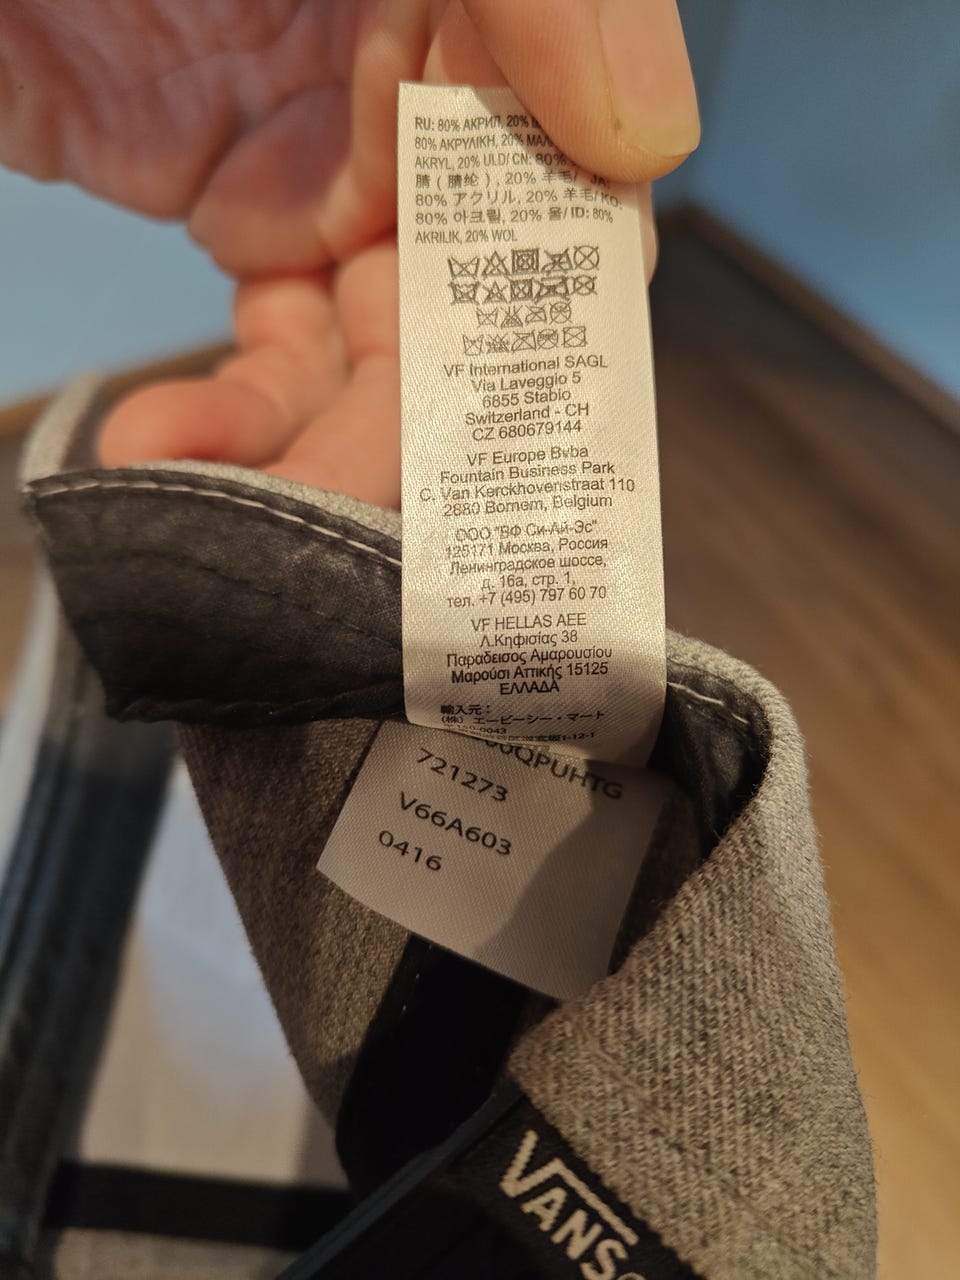 RU: 80% АКРИЛ, 20%
80% ΑΚΡΥΛΙΚΗ, 20%
AKRYL, 20% ULD/ CN: 80%
腈 ( 腈纶 ) , 20% 羊毛/ JA:
80% アクリル, 20% 羊毛/ KO:
80% 아크릴, 20% 울/ ID: 80%
AKRILIK, 20% WOL
VF International SAGL
Via Laveggio 5
6855 Stabio
Switzerland - CH
CZ 680679144
VF Europe Bvba
Fountain Business Park
C. Van Kerckhovenstraat 110
2880 Bornem, Belgium
ООО "ВФ Си-Ай-Эс"
125171 Москва, Россия
Ленинградское шоссе,
д. 16а, стр. 1,
тел. +7 (495) 797 60 70
VF HELLAS AEE
Λ.Κηφισίας 38
Παραδεισος Αμαρουσίου
Μαρούσι Αττικής 15125
ΕΛΛΑΔΑ
輸入元：
(株) エービーシー・マート
1-12-1
QPUHTG
721273
V66A603
0416
VANS